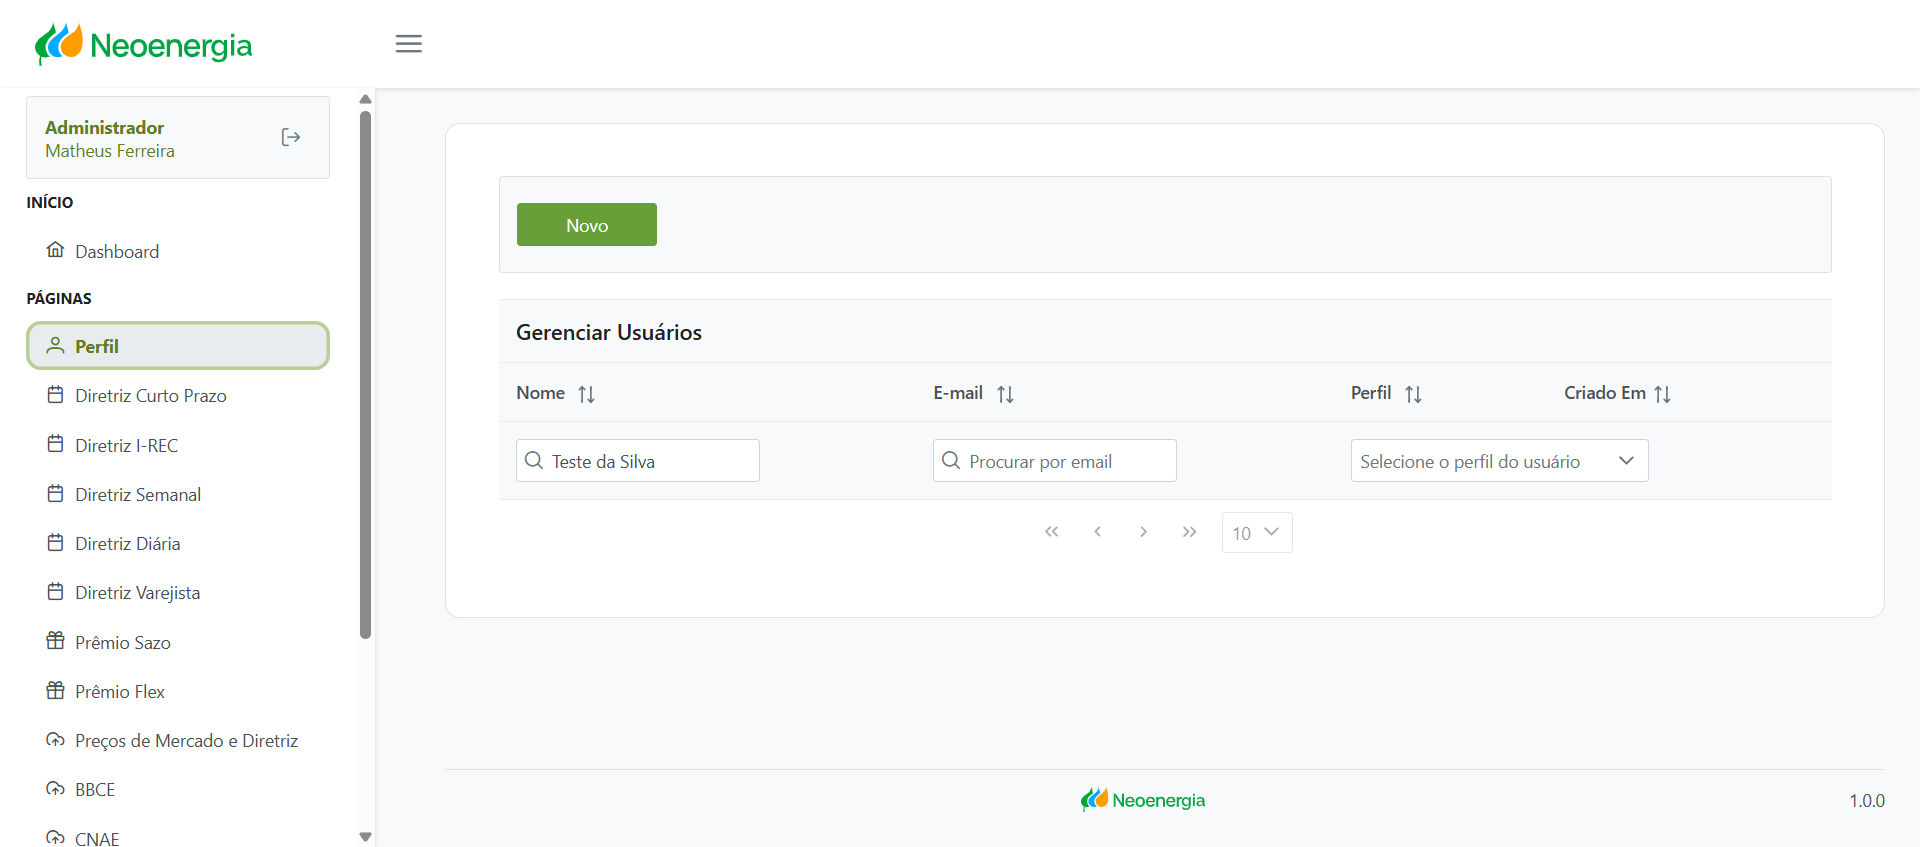 Neoenergia
Administrador
Matheus Ferreira
INÍCIO
Dashboard
PÁGINAS
Perfil
Diretriz Curto Prazo
Diretriz I-REC
Diretriz Semanal
Diretriz Diária
Diretriz Varejista
Prêmio Sazo
Prêmio Flex
Preços de Mercado e Diretriz
BBCE
CNAE
Novo
Gerenciar Usuários
Nome E-mail Perfil Criado Em
Teste da Silva Procurar por email Selecione o perfil do usuário
10
Neoenergia 1.0.0